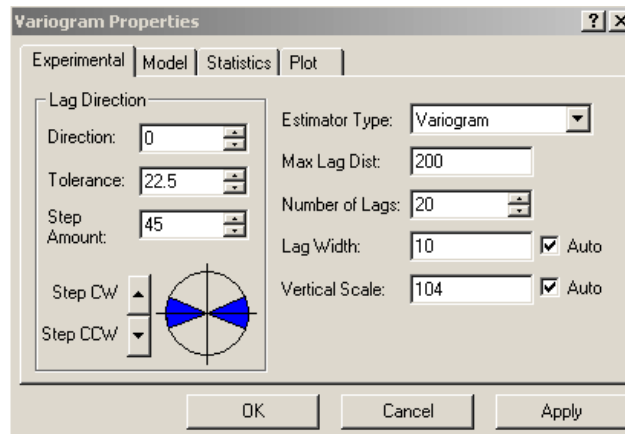 Variogram Properties
Experimental Model Statistics Plot
Lag Direction
Direction: 0
Tolerance: 22.5
Step Amount: 45
Step CW
Step CCW
Estimator Type: Variogram
Max Lag Dist: 200
Number of Lags: 20
Lag Width: 10 Auto
Vertical Scale: 104 Auto
OK Cancel Apply